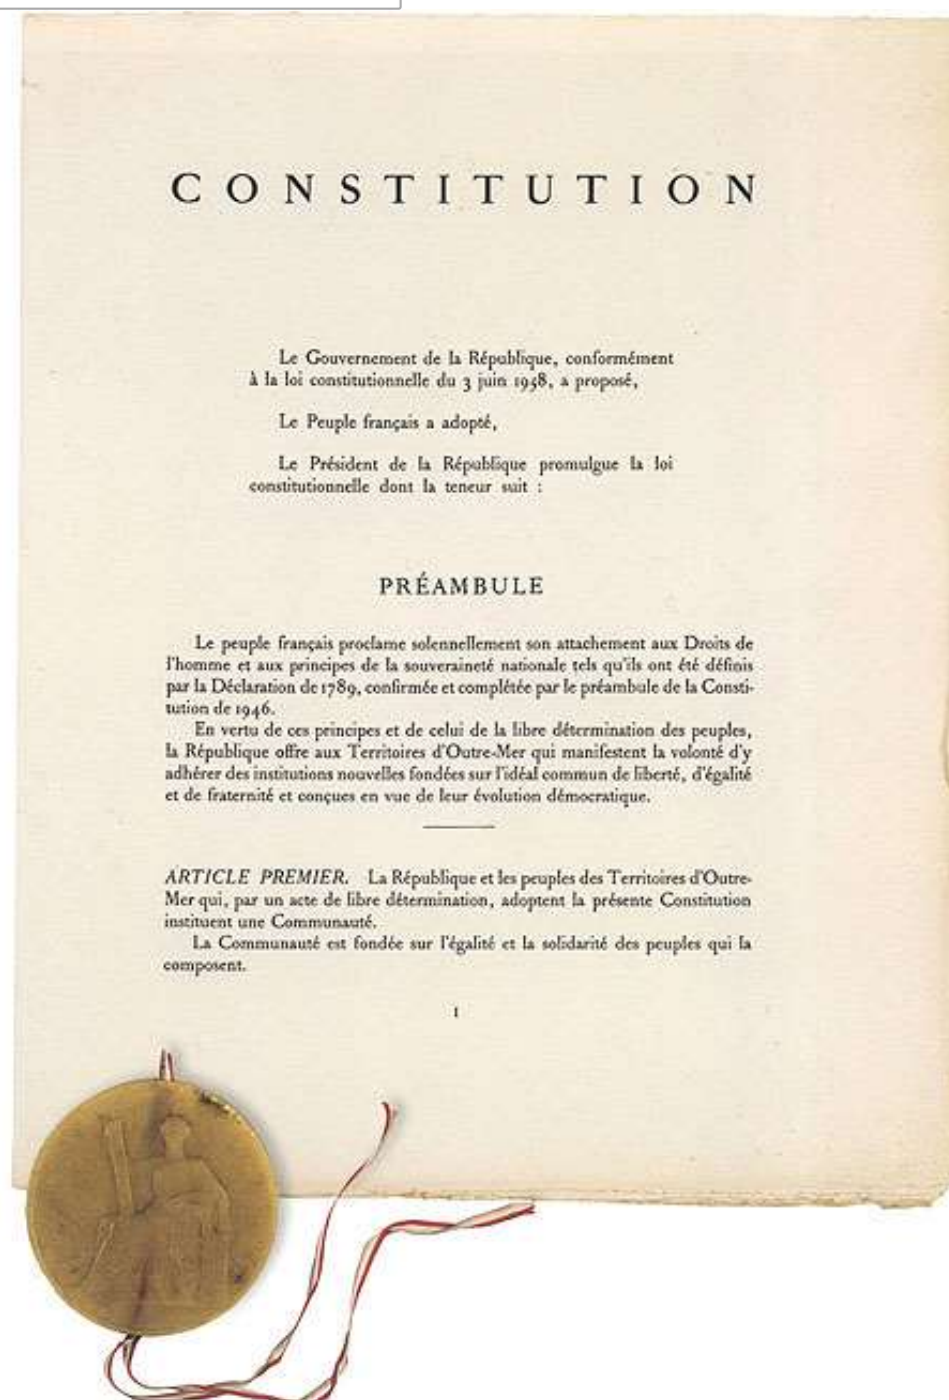 CONSTITUTION
Le Gouvernement de la République, conformément
à la loi constitutionnelle du 3 juin 1958, a proposé,
Le Peuple français a adopté,
Le Président de la République promulgue la loi
constitutionnelle dont la teneur suit :
PRÉAMBULE
Le peuple français proclame solennellement son attachement aux Droits de
l'homme et aux principes de la souveraineté nationale tels qu'ils ont été définis
par la Déclaration de 1789, confirmée et complétée par le préambule de la Consti-
tution de 1946.
En vertu de ces principes et de celui de la libre détermination des peuples,
la République offre aux Territoires d'Outre-Mer qui manifestent la volonté d'y
adhérer des institutions nouvelles fondées sur l'idéal commun de liberté, d'égalité
et de fraternité et conçues en vue de leur évolution démocratique.
ARTICLE PREMIER. La République et les peuples des Territoires d'Outre-
Mer qui, par un acte de libre détermination, adoptent la présente Constitution
instituent une Communauté.
La Communauté est fondée sur l'égalité et la solidarité des peuples qui la
composent.
1